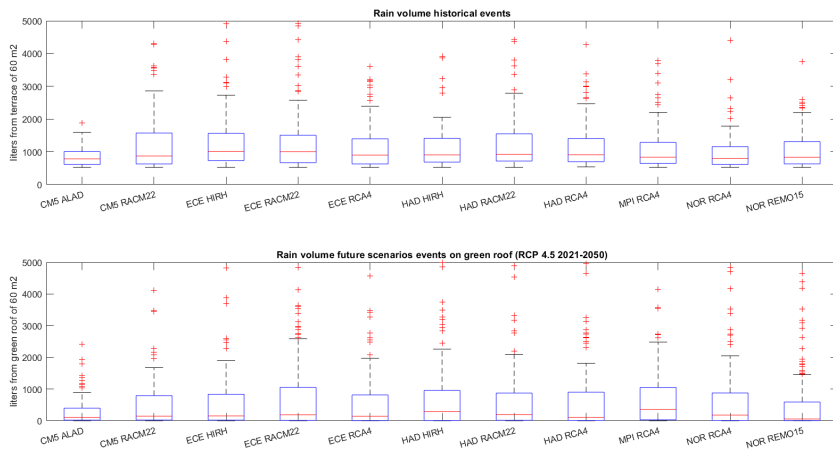 Rain volume historical events
liters from terrace of 60 m2
5000
4000
3000
2000
1000
0
CM5 ALAD
CM5 RACM22
ECE HIRH
ECE RACM22
ECE RCA4
HAD HIRH
HAD RACM22
HAD RCA4
MPI RCA4
NOR RCA4
NOR REMO15
Rain volume future scenarios events on green roof (RCP 4.5 2021-2050)
liters from green roof of 60 m2
5000
4000
3000
2000
1000
0
CM5 ALAD
CM5 RACM22
ECE HIRH
ECE RACM22
ECE RCA4
HAD HIRH
HAD RACM22
HAD RCA4
MPI RCA4
NOR RCA4
NOR REMO15